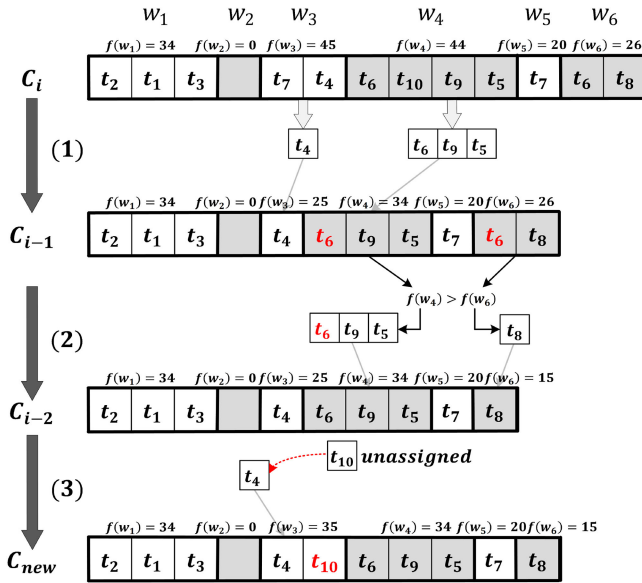 w₁ w₂ w₃ w₄ w₅ w₆
f(w₁) = 34 f(w₂) = 0 f(w₃) = 45 f(w₄) = 44 f(w₅) = 20 f(w₆) = 26
C_i t₂ t₁ t₃ t₇ t₄ t₆ t₁₀ t₉ t₅ t₇ t₆ t₈
(1) t₄ t₆ t₉ t₅
f(w₁) = 34 f(w₂) = 0 f(w₃) = 25 f(w₄) = 34 f(w₅) = 20 f(w₆) = 26
C_{i−1} t₂ t₁ t₃ t₄ t₆ t₉ t₅ t₇ t₆ t₈
f(w₄) > f(w₆)
(2) t₆ t₉ t₅ t₈
f(w₁) = 34 f(w₂) = 0 f(w₃) = 25 f(w₄) = 34 f(w₅) = 20 f(w₆) = 15
C_{i−2} t₂ t₁ t₃ t₄ t₆ t₉ t₅ t₇ t₈
t₁₀ unassigned
(3) t₄
f(w₁) = 34 f(w₂) = 0 f(w₃) = 35 f(w₄) = 34 f(w₅) = 20 f(w₆) = 15
C_{new} t₂ t₁ t₃ t₄ t₁₀ t₆ t₉ t₅ t₇ t₈